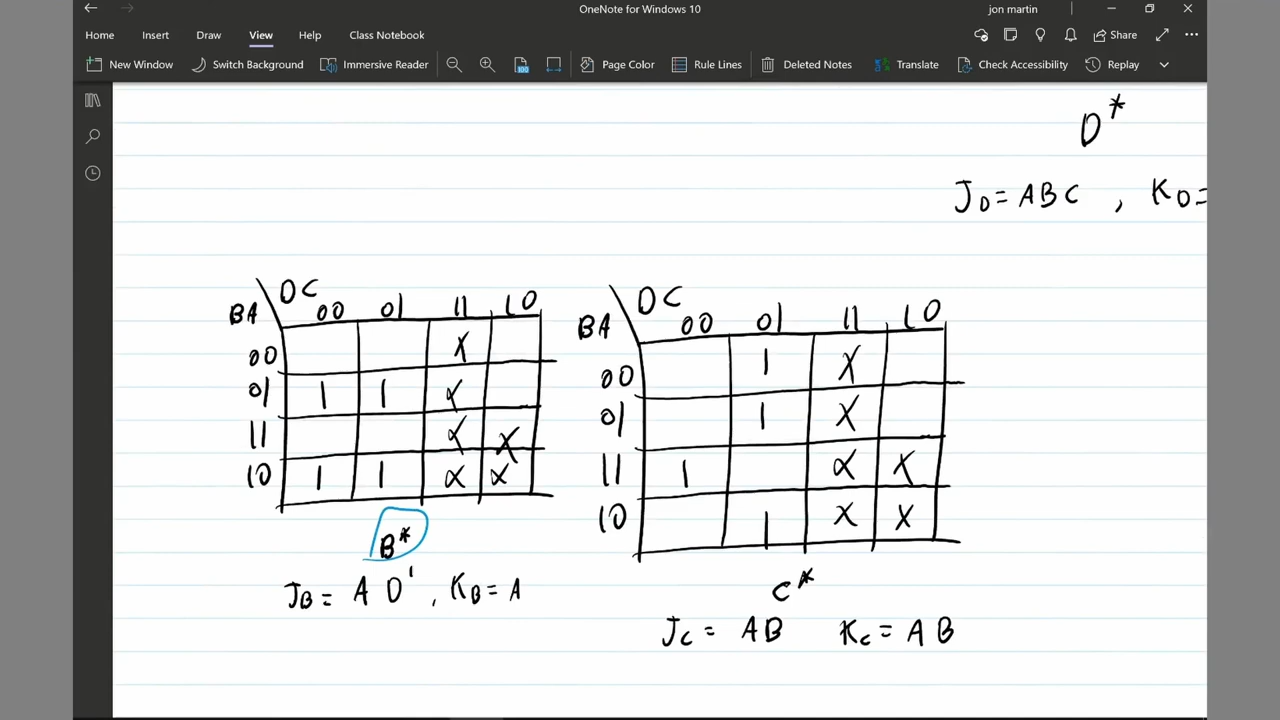 OneNote for Windows 10
jon martin
Home Insert Draw View Help Class Notebook
Share
New Window Switch Background Immersive Reader Page Color Rule Lines Deleted Notes Translate Check Accessibility Replay
D*
J_D = ABC , K_D =
DC
BA 00 01 11 10
00 X
01 1 1 X
11 X X
10 1 1 X X
B*
J_B = A D' , K_B = A
DC
BA 00 01 11 10
00 1 X
01 1 X
11 1 X X
10 1 X X
C*
J_C = AB K_C = AB